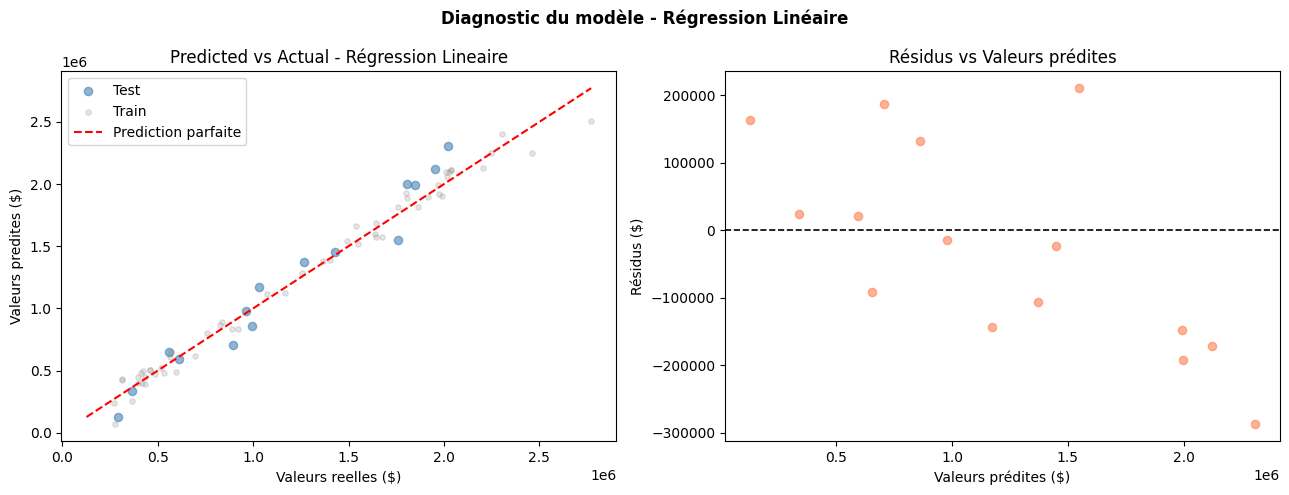 Diagnostic du modèle - Régression Linéaire
Predicted vs Actual - Régression Lineaire
1e6
Test
Train
Prediction parfaite
2.5
2.0
1.5
1.0
0.5
0.0
Valeurs predites ($)
0.0 0.5 1.0 1.5 2.0 2.5
1e6
Valeurs reelles ($)
Résidus vs Valeurs prédites
200000
100000
0
−100000
−200000
−300000
Résidus ($)
0.5 1.0 1.5 2.0
1e6
Valeurs prédites ($)